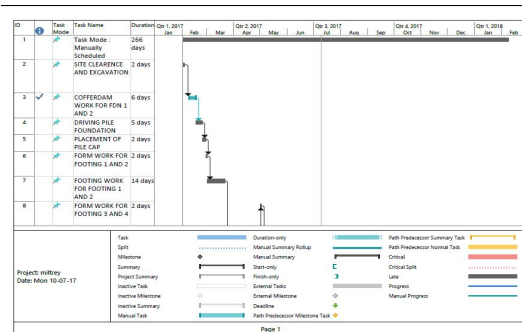 ID Task Mode Task Name Duration Qtr 1, 2017 Qtr 2, 2017 Qtr 3, 2017 Qtr 4, 2017 Qtr 1, 2018
Jan Feb Mar Apr May Jun Jul Aug Sep Oct Nov Dec Jan Feb
1 Task Mode : Manually Scheduled 266 days
2 SITE CLEARENCE AND EXCAVATION 2 days
3 COFFERDAM WORK FOR FDN 1 AND 2 6 days
4 DRIVING PILE FOUNDATION 5 days
5 PLACEMENT OF PILE CAP 2 days
6 FORM WORK FOR FOOTING 1 AND 2 2 days
7 FOOTING WORK FOR FOOTING 1 AND 2 14 days
8 FORM WORK FOR FOOTING 3 AND 4 2 days
Project: miltrey
Date: Mon 10-07-17
Task
Split
Milestone
Summary
Project Summary
Inactive Task
Inactive Milestone
Inactive Summary
Manual Task
Duration-only
Manual Summary Rollup
Manual Summary
Start-only
Finish-only
External Tasks
External Milestone
Deadline
Path Predecessor Milestone Task
Path Predecessor Summary Task
Path Predecessor Normal Task
Critical
Critical Split
Late
Progress
Manual Progress
Page 1